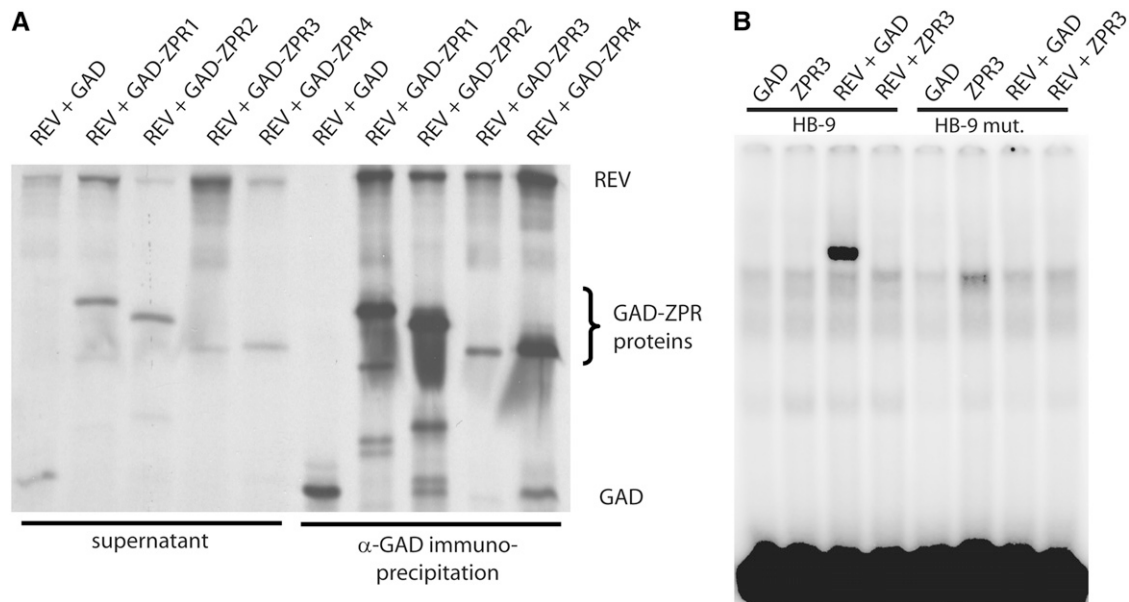 A
REV + GAD
REV + GAD-ZPR1
REV + GAD-ZPR2
REV + GAD-ZPR3
REV + GAD-ZPR4
REV + GAD
REV + GAD-ZPR1
REV + GAD-ZPR2
REV + GAD-ZPR3
REV + GAD-ZPR4
REV
GAD-ZPR
proteins
GAD
supernatant
α-GAD immuno-
precipitation
B
GAD
ZPR3
REV + GAD
REV + ZPR3
GAD
ZPR3
REV + GAD
REV + ZPR3
HB-9
HB-9 mut.